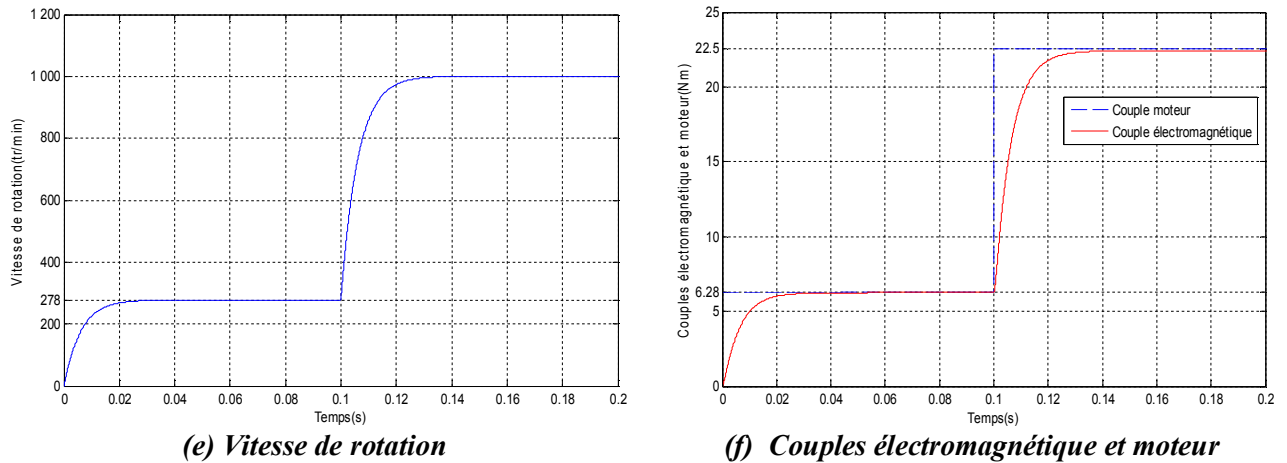 1 200
1 000
800
600
400
278
200
0
Vitesse de rotation(tr/min)
0 0.02 0.04 0.06 0.08 0.1 0.12 0.14 0.16 0.18 0.2
Temps(s)
(e) Vitesse de rotation
25
22.5
20
15
10
6.28
5
0
Couples électromagnétique et moteur(Nm)
Couple moteur
Couple électromagnétique
0 0.02 0.04 0.06 0.08 0.1 0.12 0.14 0.16 0.18 0.2
Temps(s)
(f) Couples électromagnétique et moteur